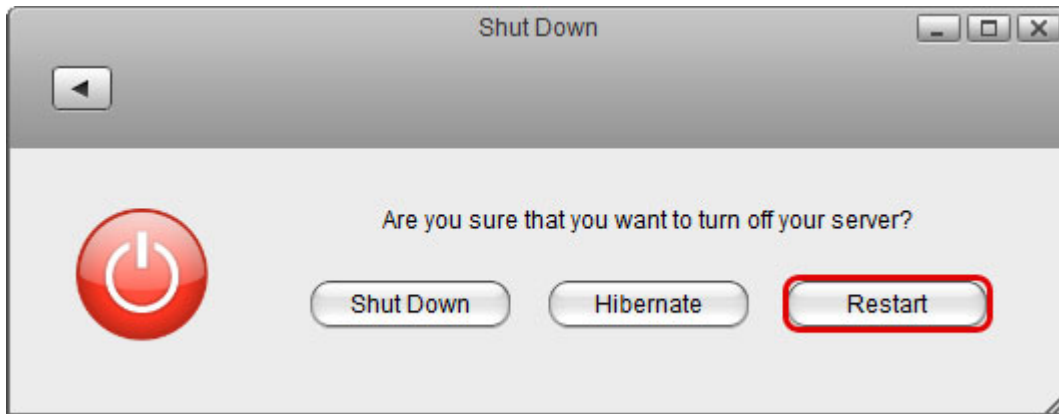 Shut Down
Are you sure that you want to turn off your server?
Shut Down Hibernate Restart